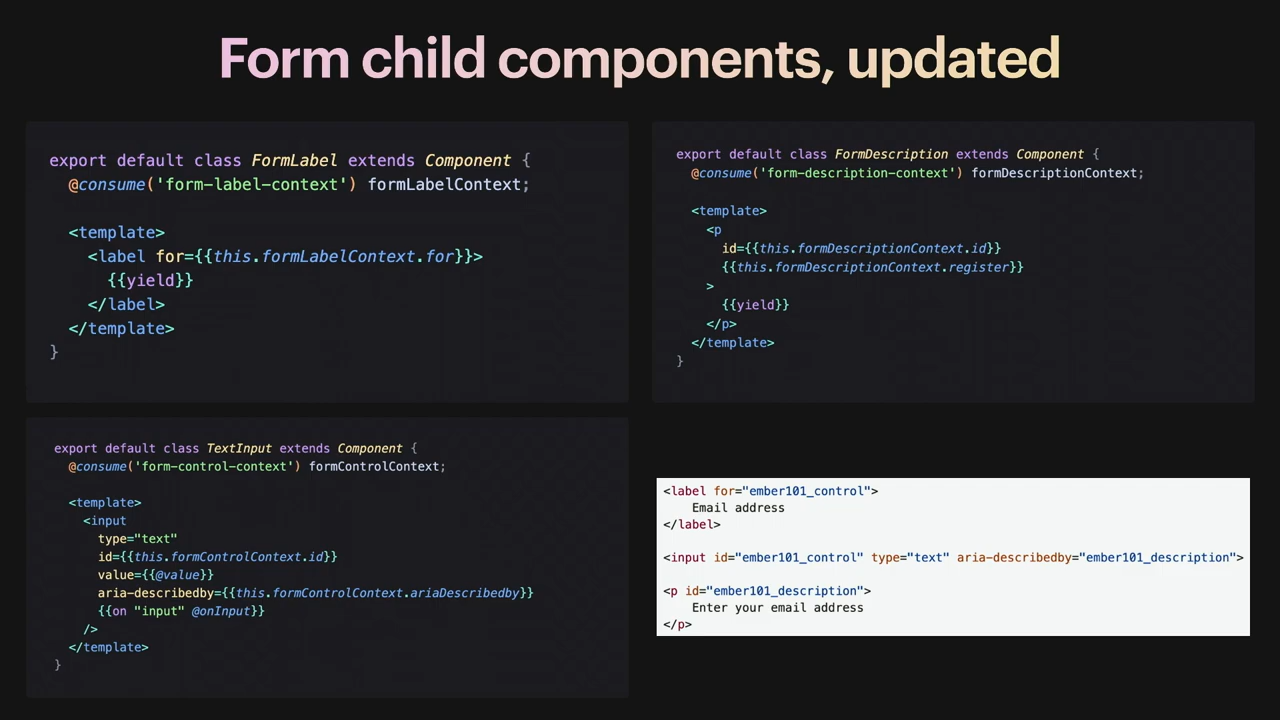 Form child components, updated
export default class FormLabel extends Component {
@consume('form-label-context') formLabelContext;
<template>
<label for={{this.formLabelContext.for}}>
{{yield}}
</label>
</template>
}
export default class FormDescription extends Component {
@consume('form-description-context') formDescriptionContext;
<template>
<p
id={{this.formDescriptionContext.id}}
{{this.formDescriptionContext.register}}
>
{{yield}}
</p>
</template>
}
export default class TextInput extends Component {
@consume('form-control-context') formControlContext;
<template>
<input
type="text"
id={{this.formControlContext.id}}
value={{@value}}
aria-describedby={{this.formControlContext.ariaDescribedby}}
{{on "input" @onInput}}
/>
</template>
}
<label for="ember101_control">
Email address
</label>
<input id="ember101_control" type="text" aria-describedby="ember101_description">
<p id="ember101_description">
Enter your email address
</p>